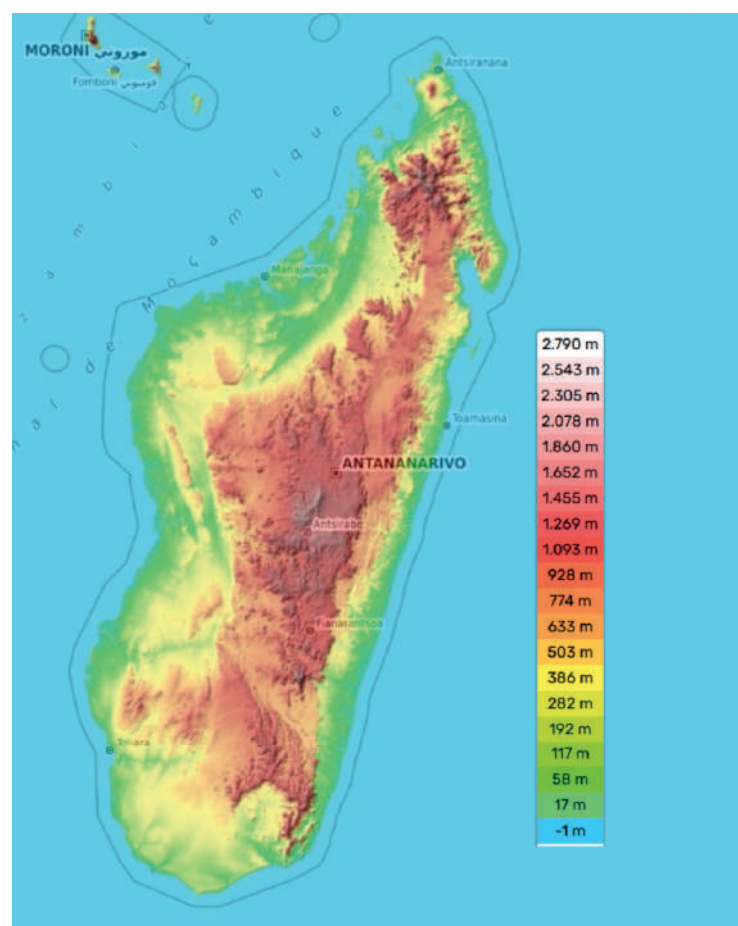 MORONI موروني
Fomboni فومبوني
Antsiranana
Mahajanga
Moçambique
de
Toamasina
ANTANANARIVO
Antsirabe
Fianarantsoa
Toliara
2.790 m
2.543 m
2.305 m
2.078 m
1.860 m
1.652 m
1.455 m
1.269 m
1.093 m
928 m
774 m
633 m
503 m
386 m
282 m
192 m
117 m
58 m
17 m
-1 m